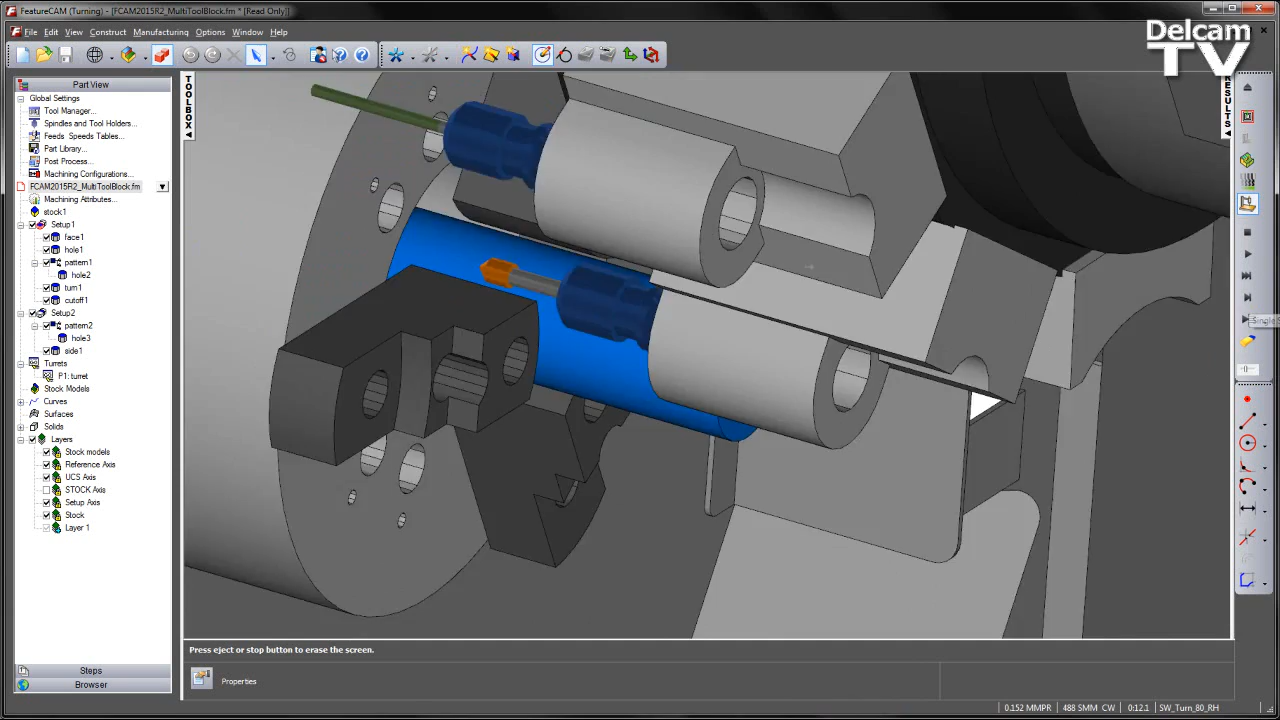 FeatureCAM (Turning) - [FCAM2015R2_MultiToolBlock.fm * [Read Only]]
File Edit View Construct Manufacturing Options Window Help
Delcam
TV
Part View
Global Settings
Tool Manager...
Spindles and Tool Holders...
Feeds  Speeds Tables...
Part Library...
Post Process...
Machining Configurations...
FCAM2015R2_MultiToolBlock.fm
Machining Attributes...
stock1
Setup1
face1
hole1
pattern1
hole2
turn1
cutoff1
Setup2
pattern2
hole3
side1
Turrets
P1: turret
Stock Models
Curves
Surfaces
Solids
Layers
Stock models
Reference Axis
UCS Axis
STOCK Axis
Setup Axis
Stock
Layer 1
Steps
Browser
TOOLBOX
RESULTS
Single S
Press eject or stop button to erase the screen.
Properties
0.152 MMPR 488 SMM CW 0:12.1 SW_Turn_80_RH